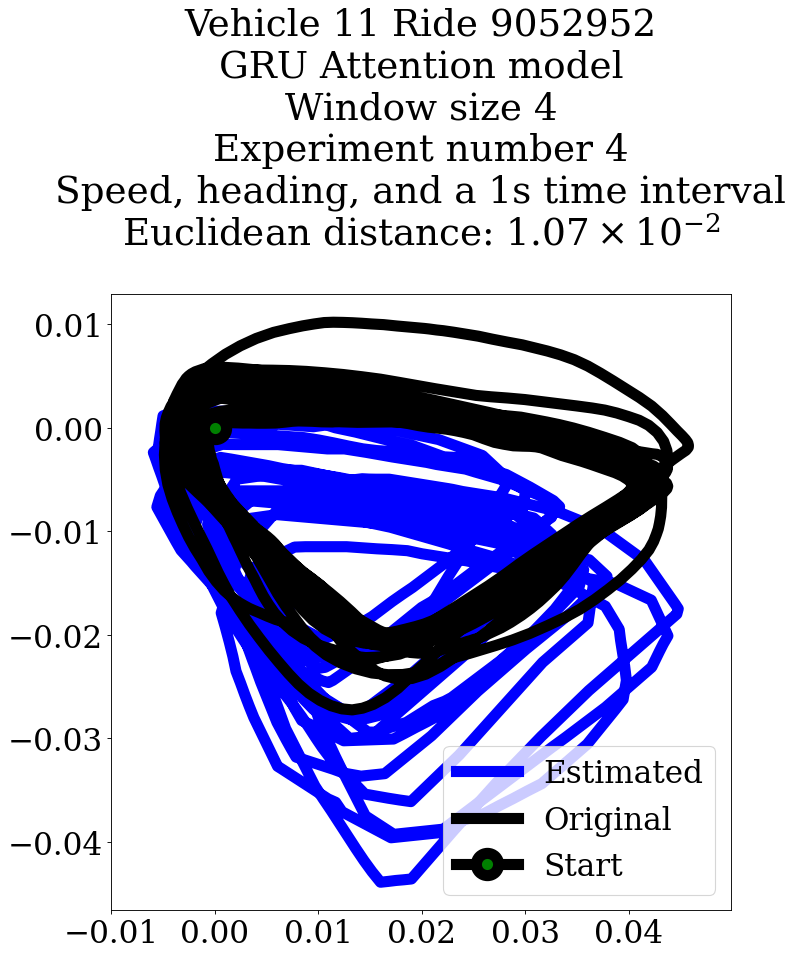 Vehicle 11 Ride 9052952
GRU Attention model
Window size 4
Experiment number 4
Speed, heading, and a 1s time interval
Euclidean distance: 1.07 × 10⁻²
0.01
0.00
−0.01
−0.02
−0.03
−0.04
Estimated
Original
Start
−0.01 0.00 0.01 0.02 0.03 0.04